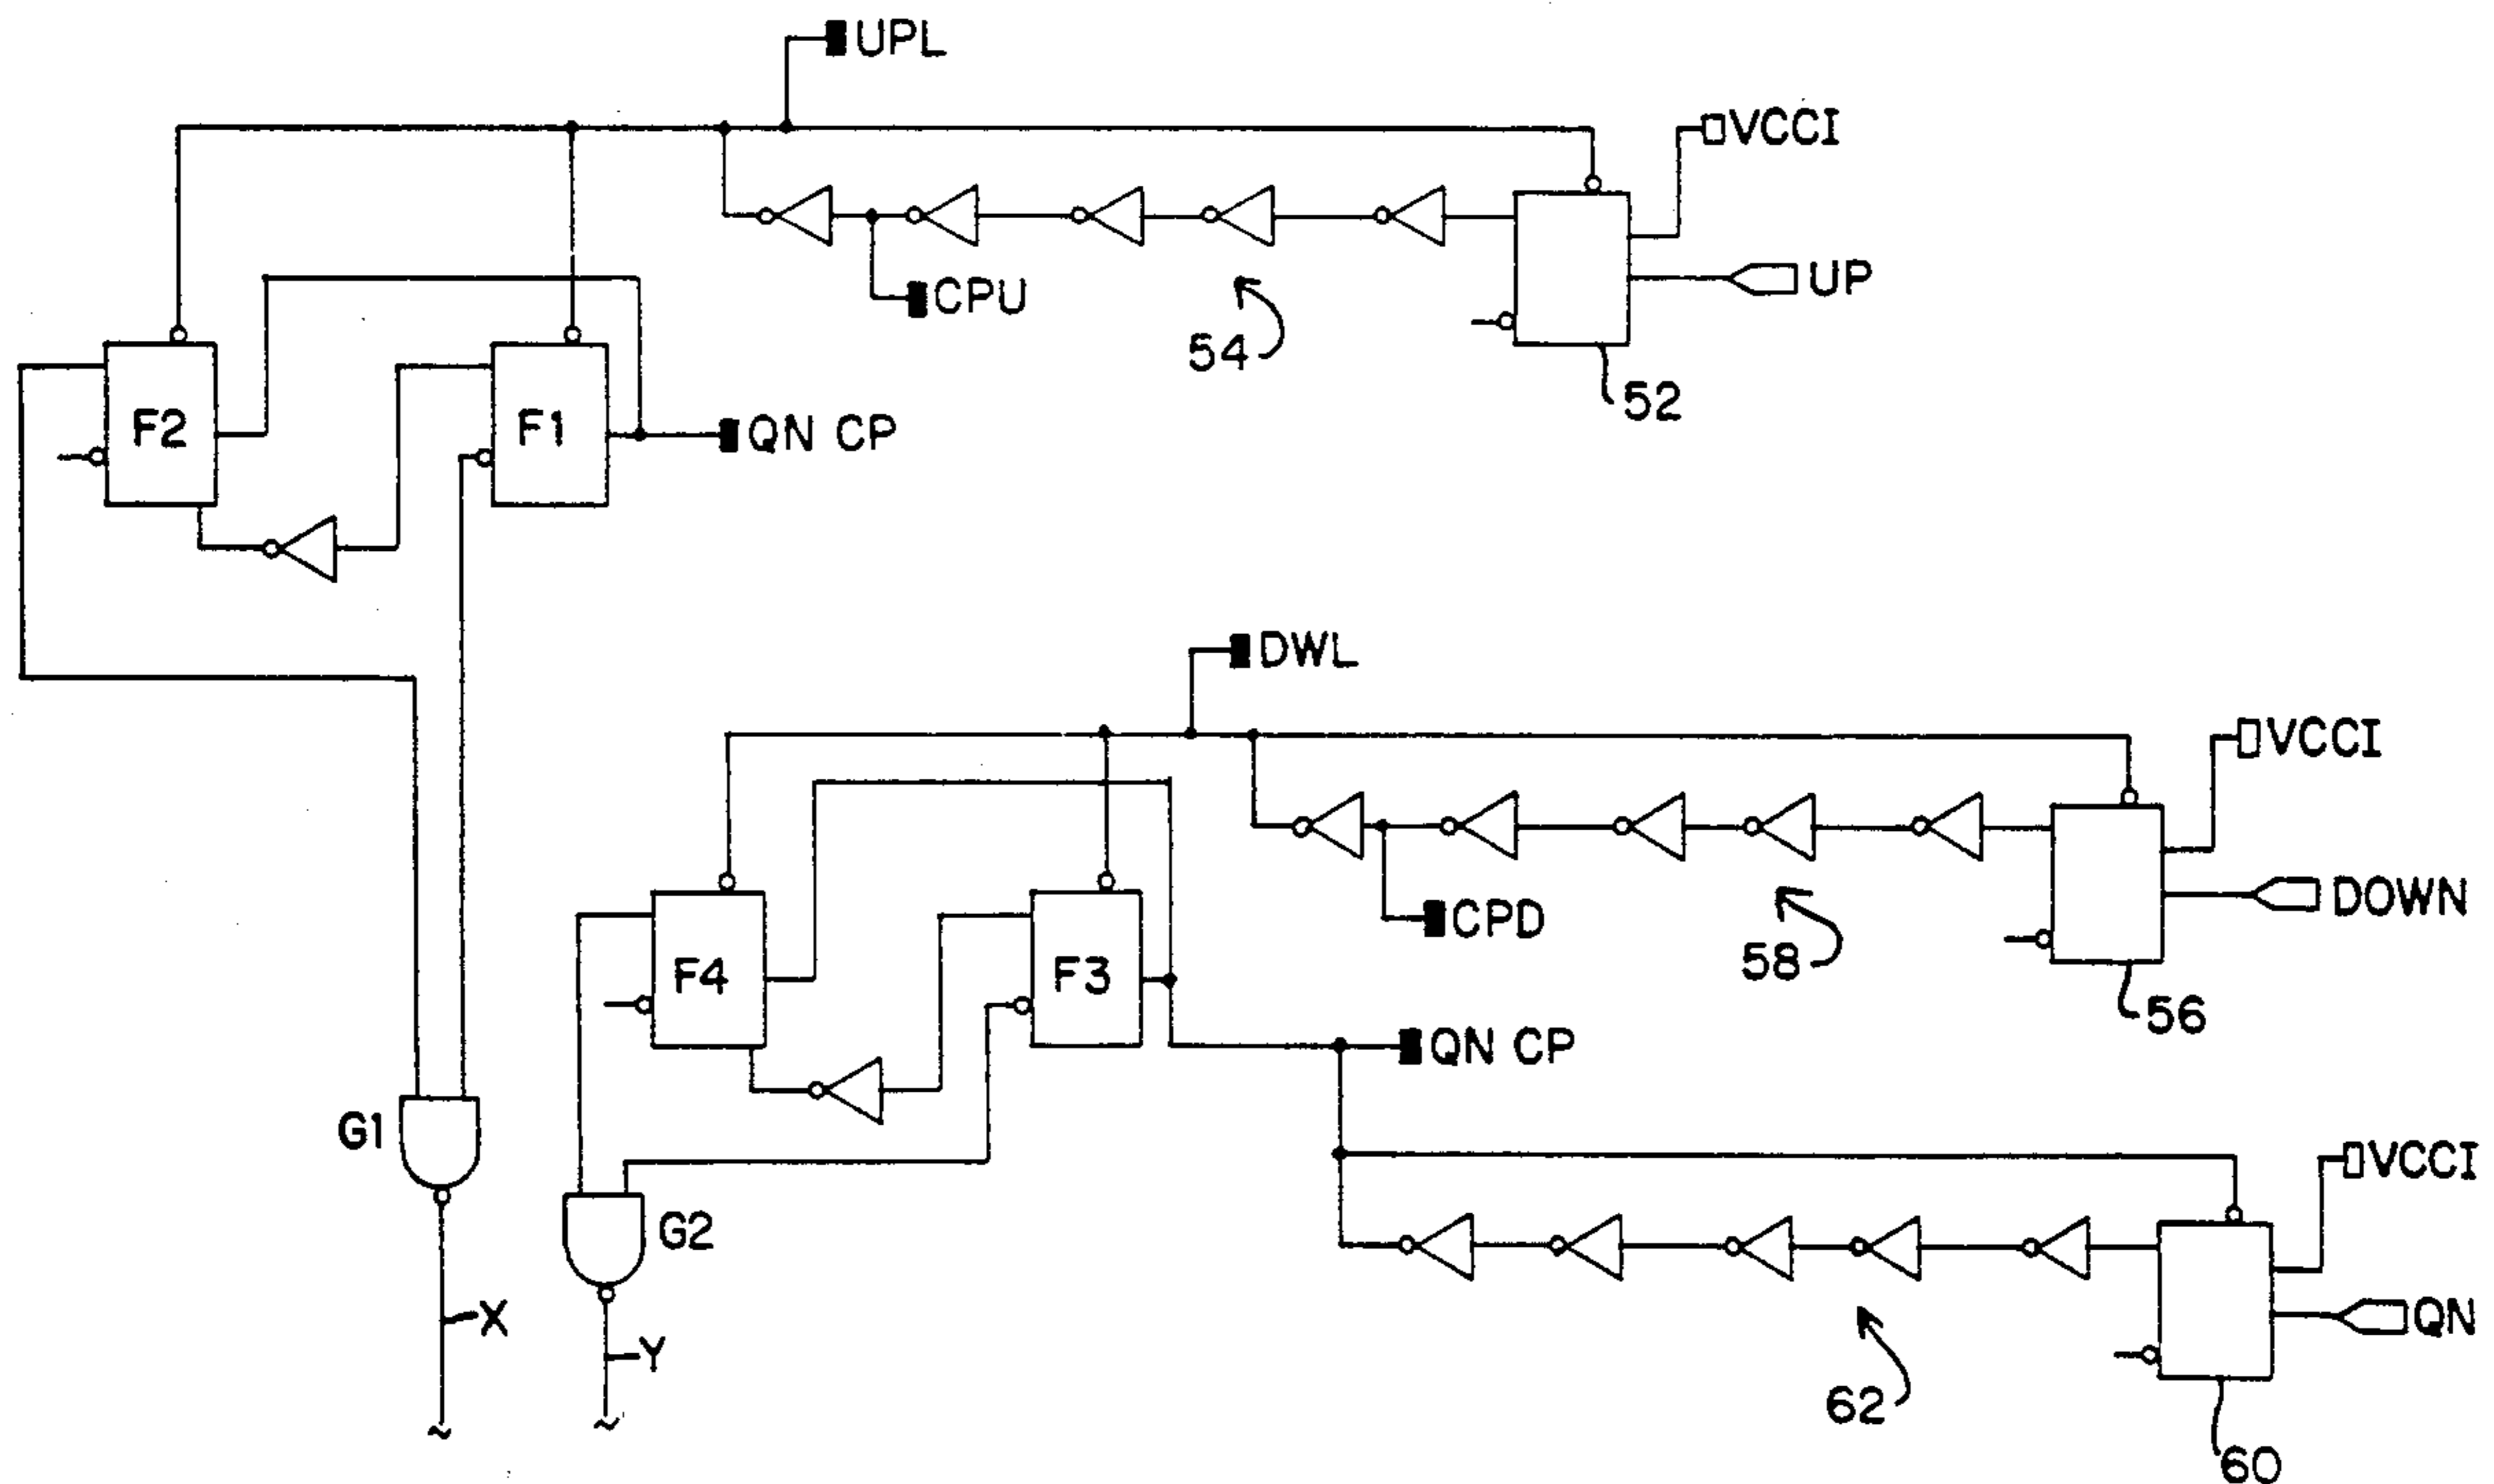 UPL
VCCI
UP
CPU
54
52
F2
F1
QN CP
DWL
VCCI
DOWN
CPD
58
56
F4
F3
QN CP
G1
G2
VCCI
QN
X
Y
62
60